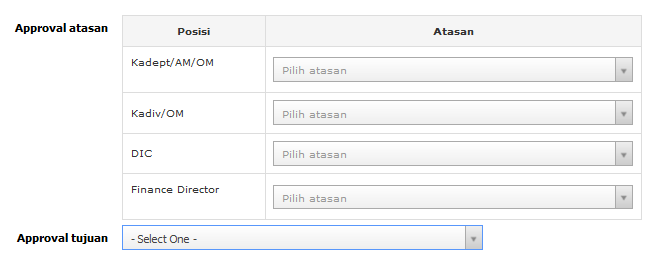 Approval atasan
Posisi Atasan
Kadept/AM/OM Pilih atasan
Kadiv/OM Pilih atasan
DIC Pilih atasan
Finance Director Pilih atasan
Approval tujuan - Select One -